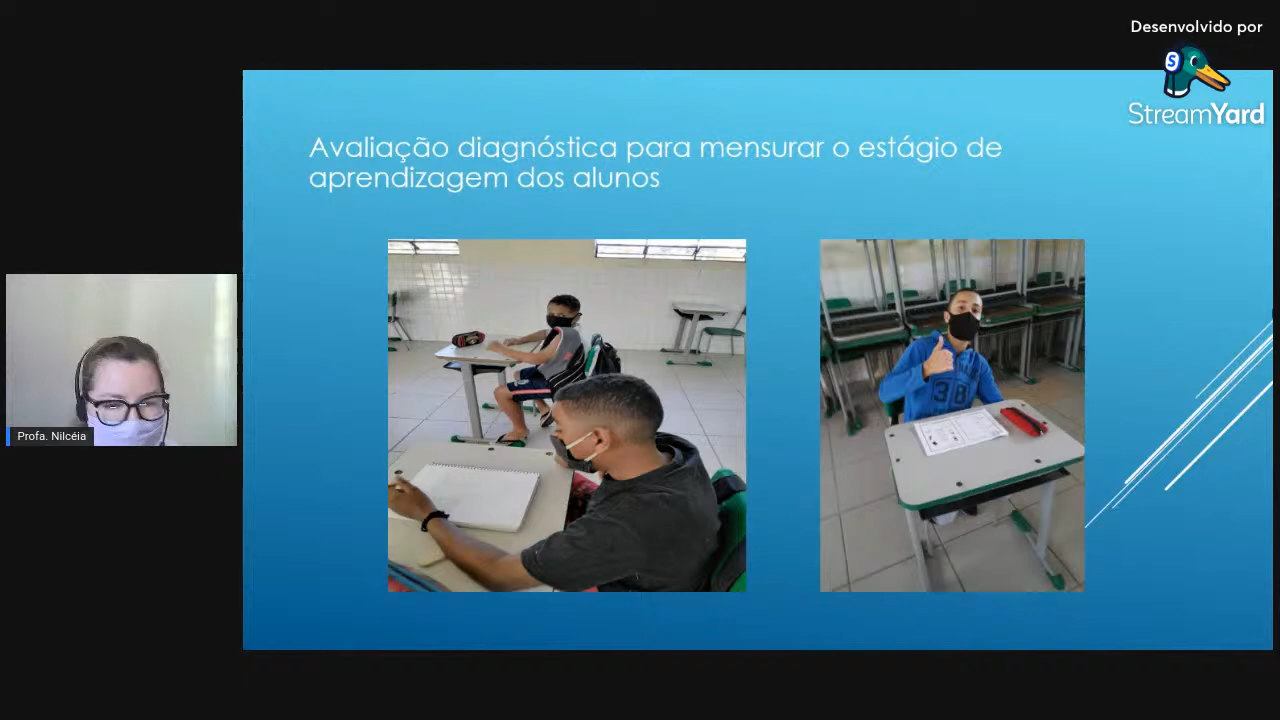 Desenvolvido por
StreamYard
Avaliação diagnóstica para mensurar o estágio de
aprendizagem dos alunos
38
Profa. Nilcéia